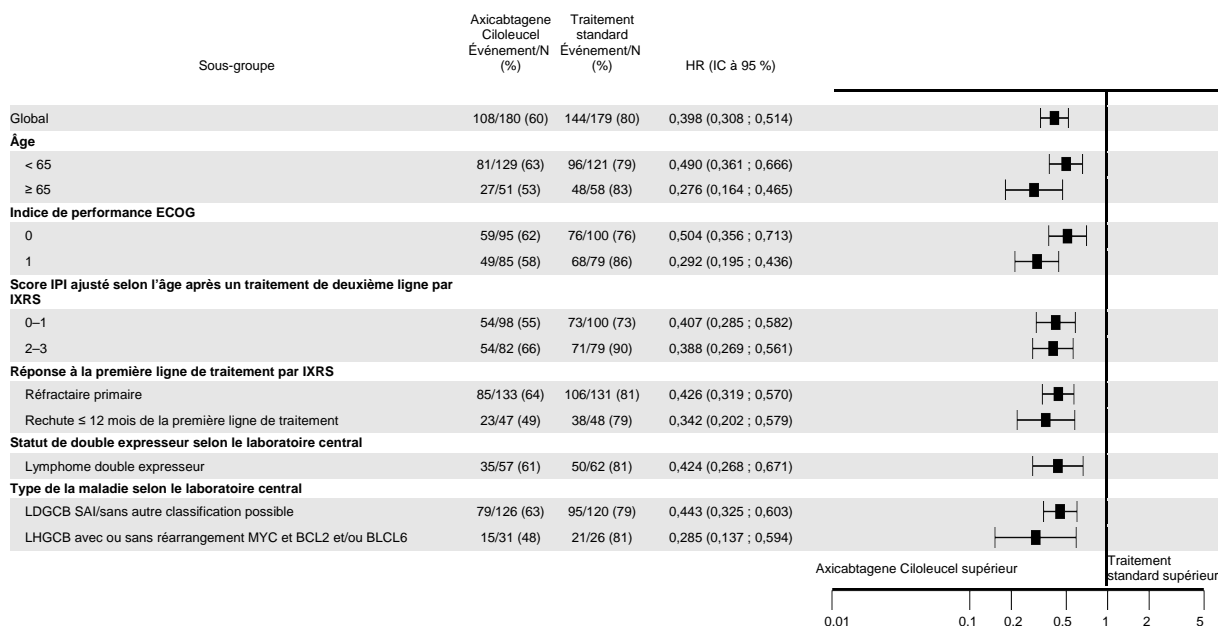 Sous-groupe
Axicabtagene
Ciloleucel
Événement/N
(%)
Traitement
standard
Événement/N
(%)
HR (IC à 95 %)
Global 108/180 (60) 144/179 (80) 0,398 (0,308 ; 0,514)
Âge
< 65 81/129 (63) 96/121 (79) 0,490 (0,361 ; 0,666)
≥ 65 27/51 (53) 48/58 (83) 0,276 (0,164 ; 0,465)
Indice de performance ECOG
0 59/95 (62) 76/100 (76) 0,504 (0,356 ; 0,713)
1 49/85 (58) 68/79 (86) 0,292 (0,195 ; 0,436)
Score IPI ajusté selon l’âge après un traitement de deuxième ligne par
IXRS
0–1 54/98 (55) 73/100 (73) 0,407 (0,285 ; 0,582)
2–3 54/82 (66) 71/79 (90) 0,388 (0,269 ; 0,561)
Réponse à la première ligne de traitement par IXRS
Réfractaire primaire 85/133 (64) 106/131 (81) 0,426 (0,319 ; 0,570)
Rechute ≤ 12 mois de la première ligne de traitement 23/47 (49) 38/48 (79) 0,342 (0,202 ; 0,579)
Statut de double expresseur selon le laboratoire central
Lymphome double expresseur 35/57 (61) 50/62 (81) 0,424 (0,268 ; 0,671)
Type de la maladie selon le laboratoire central
LDGCB SAI/sans autre classification possible 79/126 (63) 95/120 (79) 0,443 (0,325 ; 0,603)
LHGCB avec ou sans réarrangement MYC et BCL2 et/ou BLCL6 15/31 (48) 21/26 (81) 0,285 (0,137 ; 0,594)
Axicabtagene Ciloleucel supérieur
Traitement
standard supérieur
0.01 0.1 0.2 0.5 1 2 5